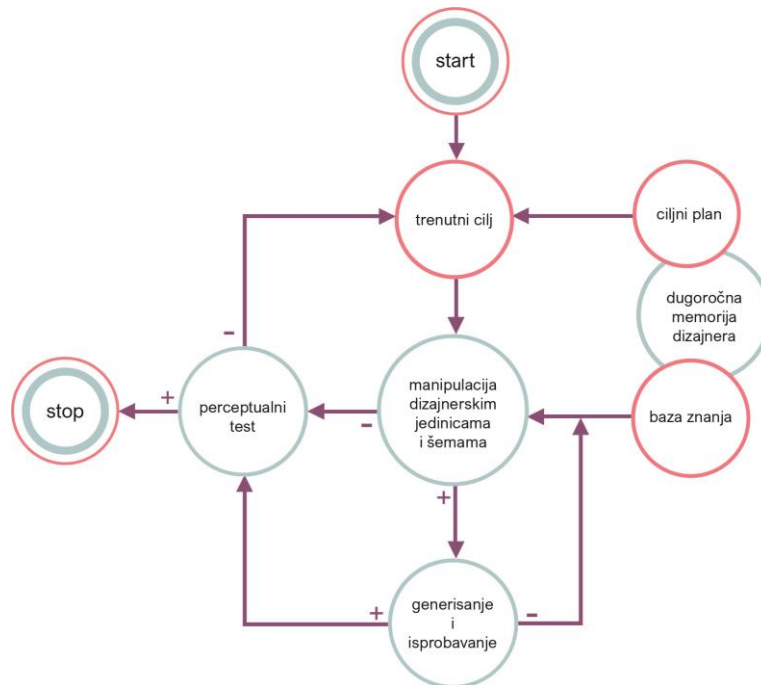 start
trenutni cilj
ciljni plan
dugoročna
memorija
dizajnera
-
stop
+
perceptualni
test
-
manipulacija
dizajnerskim
jedinicama
i šemama
baza znanja
+
+
generisanje
i
isprobavanje
-